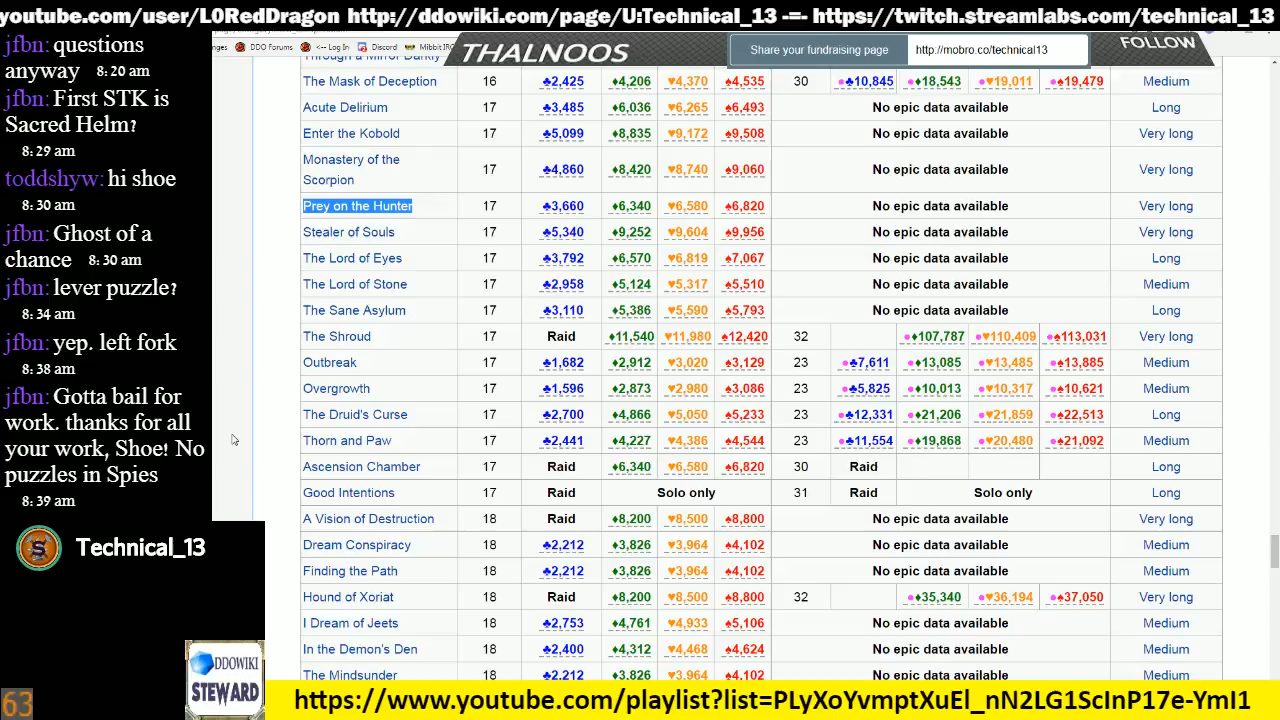 youtube.com/user/L0RedDragon http://ddowiki.com/page/U:Technical_13 -=- https://twitch.streamlabs.com/technical_13
DDO Forums <-- Log In Discord Mibbit
THALNOOS Share your fundraising page http://mobro.co/technical13 FOLLOW
jfbn: questions
anyway 8:20 am
jfbn: First STK is
Sacred Helm?
8:29 am
toddshyw: hi shoe
8:30 am
jfbn: Ghost of a
chance 8:30 am
jfbn: lever puzzle?
8:34 am
jfbn: yep. left fork
8:38 am
jfbn: Gotta bail for
work. thanks for all
your work, Shoe! No
puzzles in Spies
8:39 am
Technical_13
DDOWIKI
STEWARD
63
Through a Mirror Darkly
The Mask of Deception 16 ♣2,425 ♦4,206 ♥4,370 ♠4,535 30 •♣10,845 •♦18,543 •♥19,011 •♠19,479 Medium
Acute Delirium 17 ♣3,485 ♦6,036 ♥6,265 ♠6,493 No epic data available Long
Enter the Kobold 17 ♣5,099 ♦8,835 ♥9,172 ♠9,508 No epic data available Very long
Monastery of the
Scorpion 17 ♣4,860 ♦8,420 ♥8,740 ♠9,060 No epic data available Very long
Prey on the Hunter 17 ♣3,660 ♦6,340 ♥6,580 ♠6,820 No epic data available Very long
Stealer of Souls 17 ♣5,340 ♦9,252 ♥9,604 ♠9,956 No epic data available Very long
The Lord of Eyes 17 ♣3,792 ♦6,570 ♥6,819 ♠7,067 No epic data available Long
The Lord of Stone 17 ♣2,958 ♦5,124 ♥5,317 ♠5,510 No epic data available Medium
The Sane Asylum 17 ♣3,110 ♦5,386 ♥5,590 ♠5,793 No epic data available Long
The Shroud 17 Raid ♦11,540 ♥11,980 ♠12,420 32 •♦107,787 •♥110,409 •♠113,031 Very long
Outbreak 17 ♣1,682 ♦2,912 ♥3,020 ♠3,129 23 •♣7,611 •♦13,085 •♥13,485 •♠13,885 Medium
Overgrowth 17 ♣1,596 ♦2,873 ♥2,980 ♠3,086 23 •♣5,825 •♦10,013 •♥10,317 •♠10,621 Medium
The Druid's Curse 17 ♣2,700 ♦4,866 ♥5,050 ♠5,233 23 •♣12,331 •♦21,206 •♥21,859 •♠22,513 Long
Thorn and Paw 17 ♣2,441 ♦4,227 ♥4,386 ♠4,544 23 •♣11,554 •♦19,868 •♥20,480 •♠21,092 Medium
Ascension Chamber 17 Raid ♦6,340 ♥6,580 ♠6,820 30 Raid Long
Good Intentions 17 Raid Solo only 31 Raid Solo only Long
A Vision of Destruction 18 Raid ♦8,200 ♥8,500 ♠8,800 No epic data available Very long
Dream Conspiracy 18 ♣2,212 ♦3,826 ♥3,964 ♠4,102 No epic data available Medium
Finding the Path 18 ♣2,212 ♦3,826 ♥3,964 ♠4,102 No epic data available Medium
Hound of Xoriat 18 Raid ♦8,200 ♥8,500 ♠8,800 32 •♦35,340 •♥36,194 •♠37,050 Very long
I Dream of Jeets 18 ♣2,753 ♦4,761 ♥4,933 ♠5,106 No epic data available Medium
In the Demon's Den 18 ♣2,400 ♦4,312 ♥4,468 ♠4,624 No epic data available Medium
The Mindsunder 18 ♣2,212 ♦3,826 ♥3,964 ♠4,102 No epic data available Medium
https://www.youtube.com/playlist?list=PLyXoYvmptXuEl_nN2LG1ScInP17e-YmI1